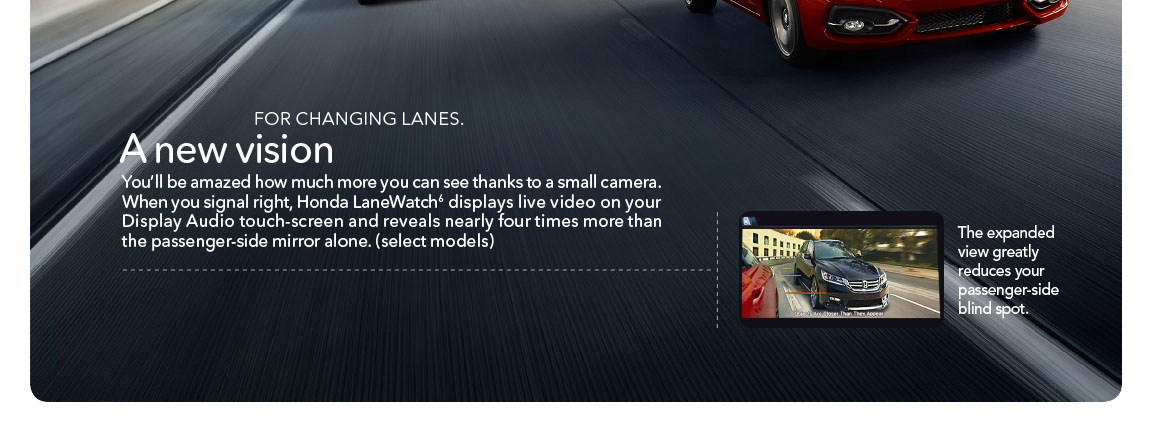 FOR CHANGING LANES.
A new vision
You'll be amazed how much more you can see thanks to a small camera.
When you signal right, Honda LaneWatch⁶ displays live video on your
Display Audio touch-screen and reveals nearly four times more than
the passenger-side mirror alone. (select models)
The expanded
view greatly
reduces your
passenger-side
blind spot.
Objects Are Closer Than They Appear